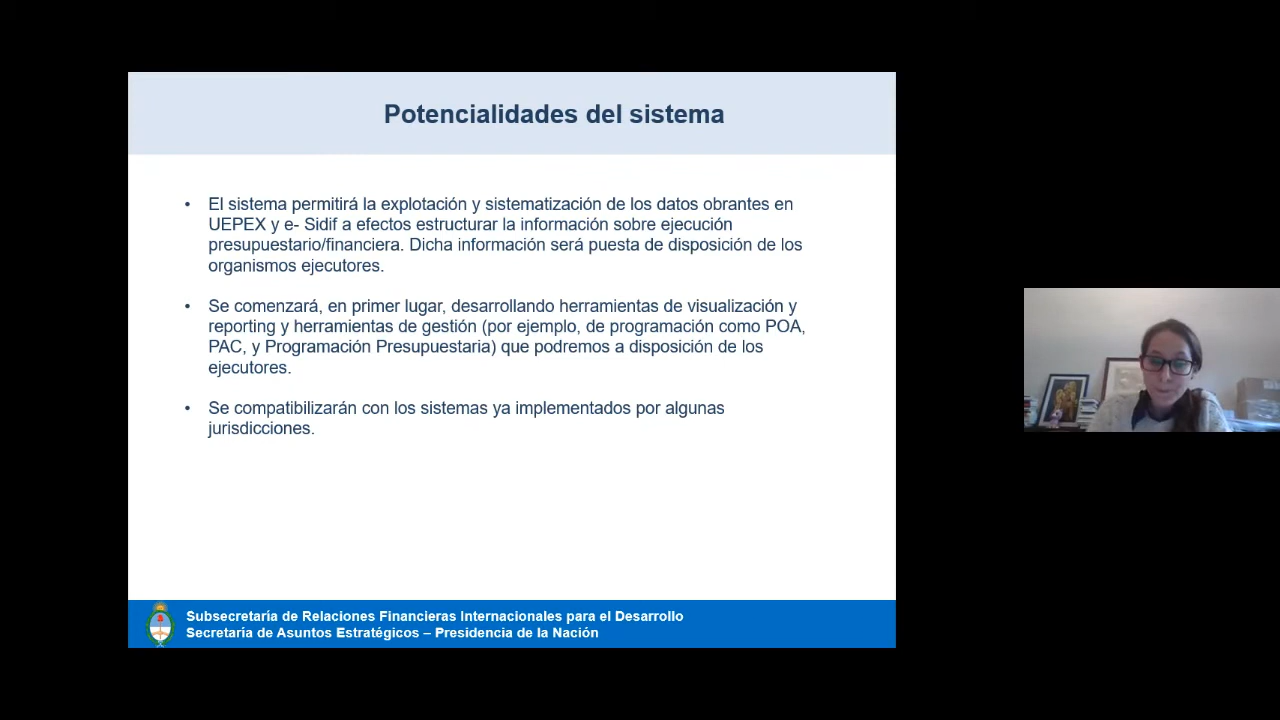 Potencialidades del sistema
• El sistema permitirá la explotación y sistematización de los datos obrantes en
UEPEX y e- Sidif a efectos estructurar la información sobre ejecución
presupuestario/financiera. Dicha información será puesta de disposición de los
organismos ejecutores.
• Se comenzará, en primer lugar, desarrollando herramientas de visualización y
reporting y herramientas de gestión (por ejemplo, de programación como POA,
PAC, y Programación Presupuestaria) que podremos a disposición de los
ejecutores.
• Se compatibilizarán con los sistemas ya implementados por algunas
jurisdicciones.
Subsecretaría de Relaciones Financieras Internacionales para el Desarrollo
Secretaría de Asuntos Estratégicos – Presidencia de la Nación